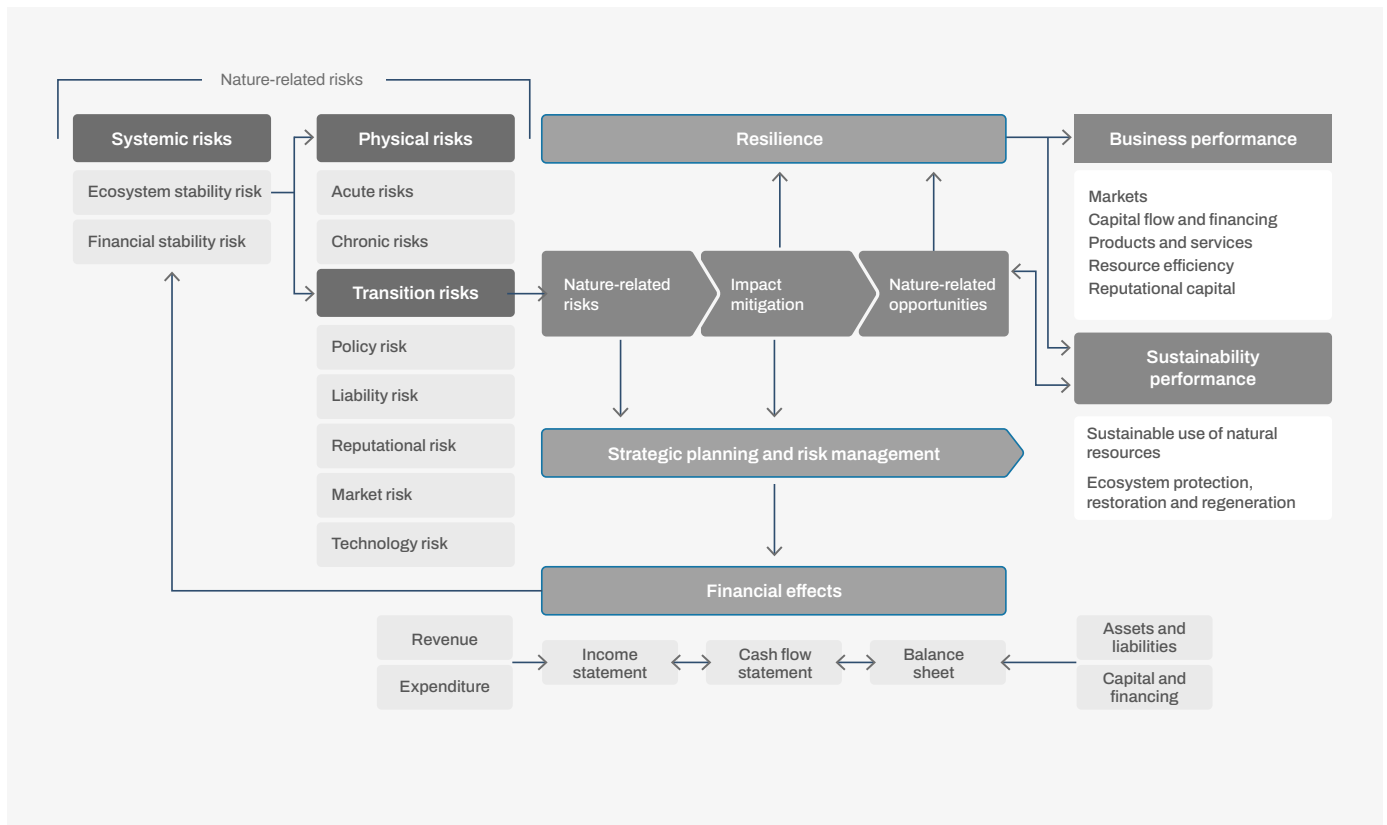 Nature-related risks
Systemic risks
Ecosystem stability risk
Financial stability risk
Physical risks
Acute risks
Chronic risks
Transition risks
Policy risk
Liability risk
Reputational risk
Market risk
Technology risk
Resilience
Nature-related
risks
Impact
mitigation
Nature-related
opportunities
Strategic planning and risk management
Financial effects
Business performance
Markets
Capital flow and financing
Products and services
Resource efficiency
Reputational capital
Sustainability
performance
Sustainable use of natural
resources
Ecosystem protection,
restoration and regeneration
Revenue
Expenditure
Income
statement
Cash flow
statement
Balance
sheet
Assets and
liabilities
Capital and
financing